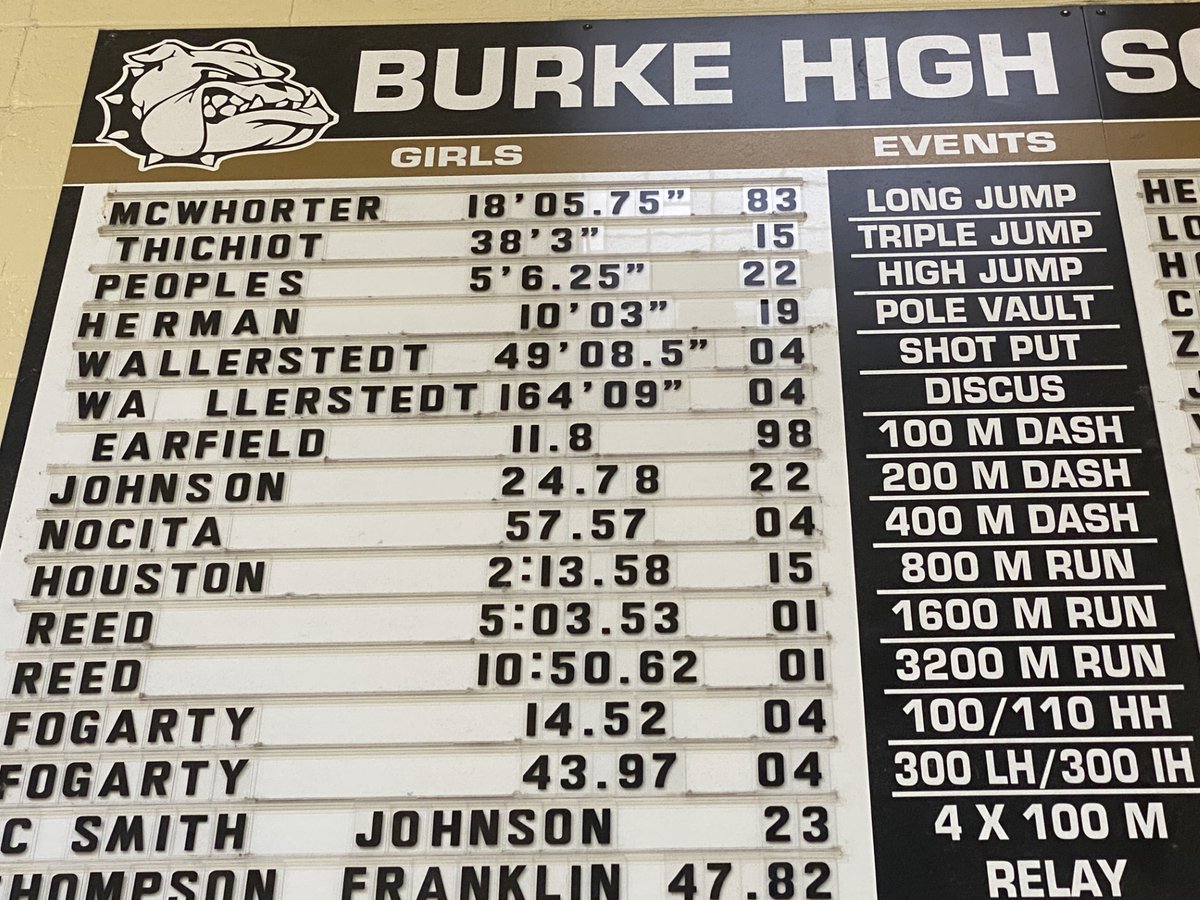 BURKE HIGH
GIRLS EVENTS
MCWHORTER 18'05.75" 83 LONG JUMP
THICHIOT 38'3" 15 TRIPLE JUMP
PEOPLES 5'6.25" 22 HIGH JUMP
HERMAN 10'03" 19 POLE VAULT
WALLERSTEDT 49'08.5" 04 SHOT PUT
WA LLERSTEDT 164'09" 04 DISCUS
EARFIELD 11.8 98 100 M DASH
JOHNSON 24.78 22 200 M DASH
NOCITA 57.57 04 400 M DASH
HOUSTON 2:13.58 15 800 M RUN
REED 5:03.53 01 1600 M RUN
REED 10:50.62 01 3200 M RUN
FOGARTY 14.52 04 100/110 HH
FOGARTY 43.97 04 300 LH/300 IH
C SMITH JOHNSON 23 4 X 100 M
HOMPSON FRANKLIN 47.82 RELAY